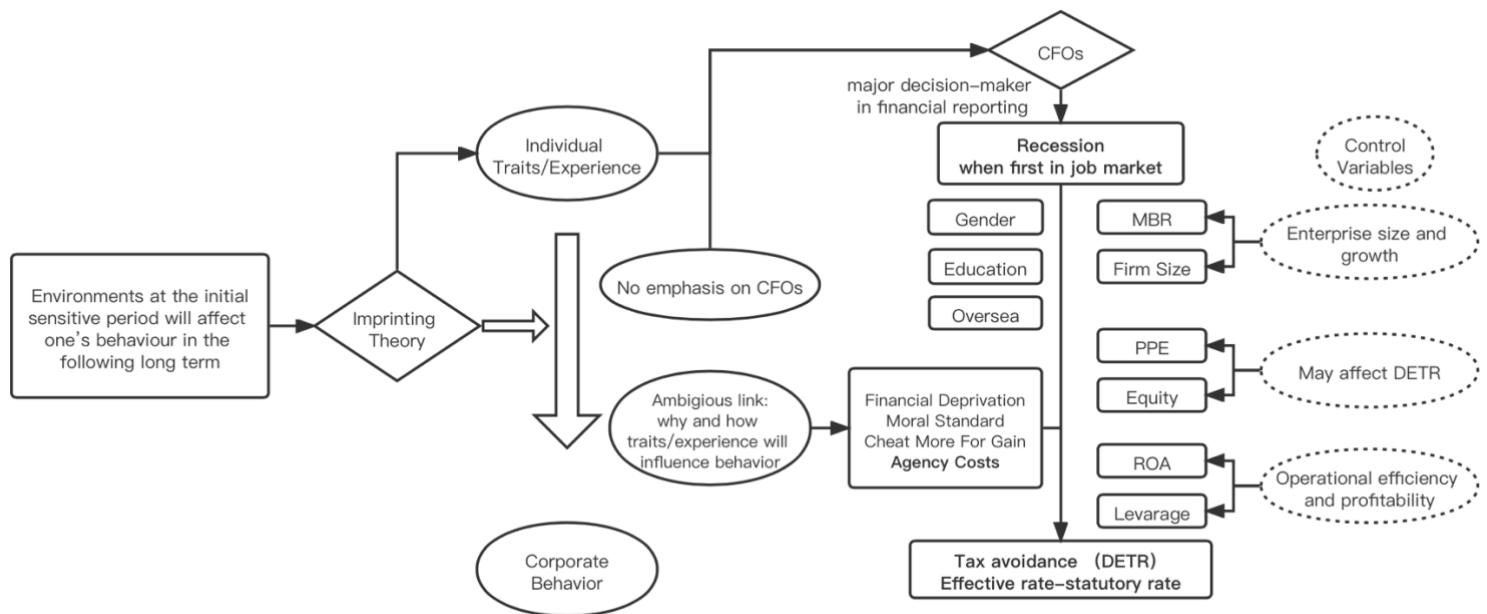 Environments at the initial
sensitive period will affect
one's behaviour in the
following long term
Imprinting
Theory
Individual
Traits/Experience
No emphasis on CFOs
Ambigious link:
why and how
traits/experience will
influence behavior
Corporate
Behavior
CFOs
major decision-maker
in financial reporting
Recession
when first in job market
Gender
Education
Oversea
Financial Deprivation
Moral Standard
Cheat More For Gain
Agency Costs
MBR
Firm Size
PPE
Equity
ROA
Levarage
Control
Variables
Enterprise size and
growth
May affect DETR
Operational efficiency
and profitability
Tax avoidance （DETR）
Effective rate-statutory rate